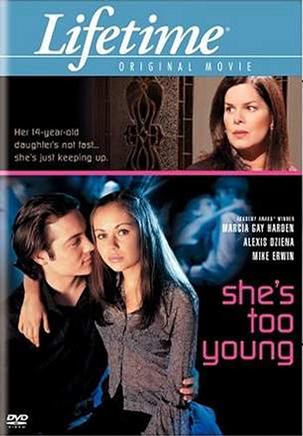 Lifetime®
ORIGINAL MOVIE
Her 14-year-old
daughter's not fast...
she's just keeping up.
ACADEMY AWARD® WINNER
MARCIA GAY HARDEN
ALEXIS DZIENA
MIKE ERWIN
she's
too
young
DVD